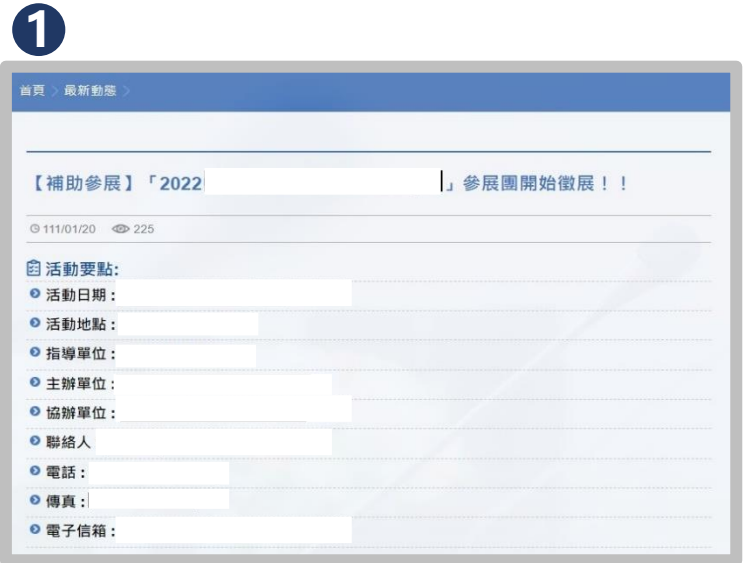 1
首頁 > 最新動態 >
【補助參展】「2022 」參展團開始徵展！！
111/01/20 225
活動要點:
活動日期：
活動地點：
指導單位：
主辦單位：
協辦單位：
聯絡人
電話：
傳真：
電子信箱：